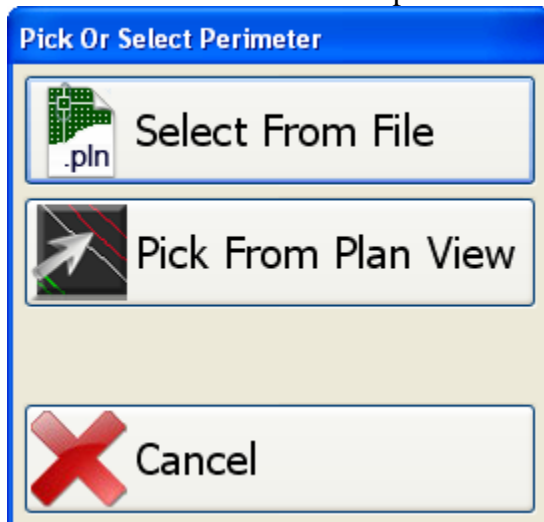 Pick Or Select Perimeter
.pln
Select From File
Pick From Plan View
Cancel